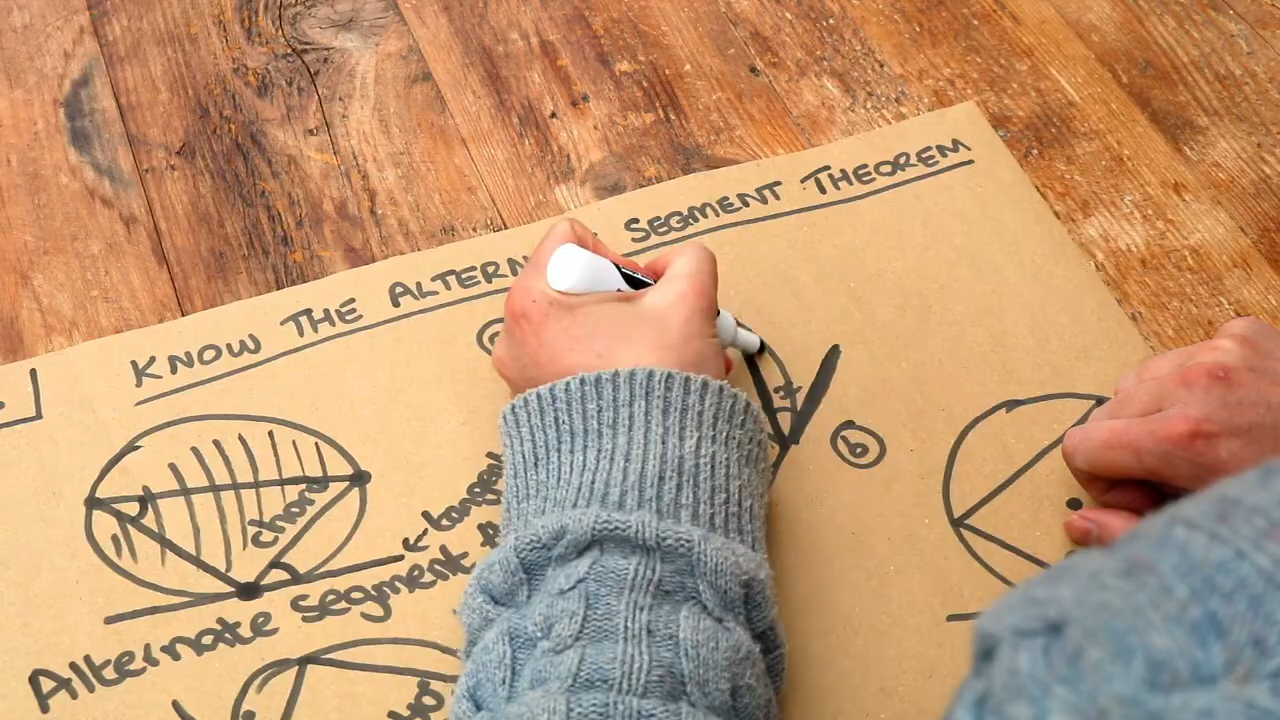 KNOW THE ALTERN SEGMENT THEOREM
chord
x
b
← tangent
Alternate Segment